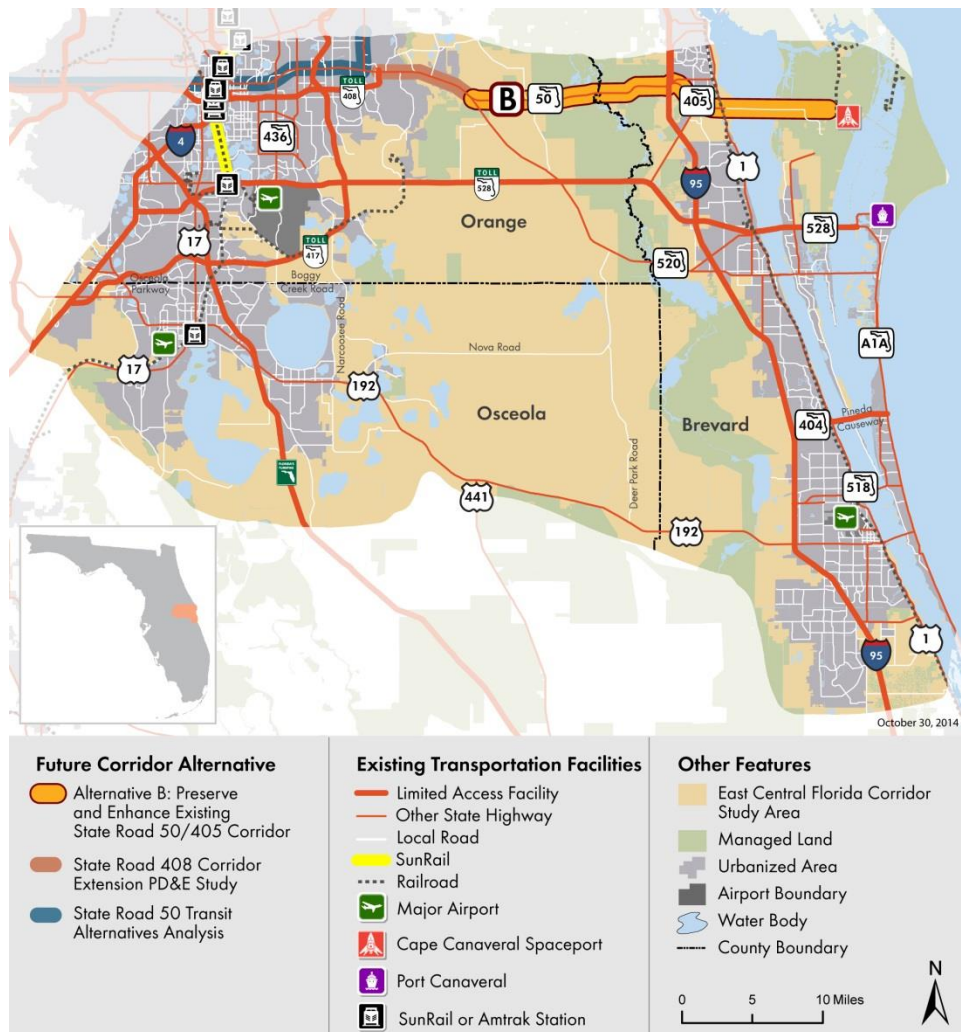 TOLL
408
B
50
405
436
4
1
TOLL
528
95
Orange
17
528
TOLL
417
520
Osceola
Parkway
Boggy
Creek Road
Narcoossee Road
A1A
Nova Road
17
192
Osceola
Brevard
Pineda
Causeway
404
Deer Park Road
518
441
192
1
95
October 30, 2014
Future Corridor Alternative
Alternative B: Preserve
and Enhance Existing
State Road 50/405 Corridor
State Road 408 Corridor
Extension PD&E Study
State Road 50 Transit
Alternatives Analysis
Existing Transportation Facilities
Limited Access Facility
Other State Highway
Local Road
SunRail
Railroad
Major Airport
Cape Canaveral Spaceport
Port Canaveral
SunRail or Amtrak Station
Other Features
East Central Florida Corridor
Study Area
Managed Land
Urbanized Area
Airport Boundary
Water Body
County Boundary
N
0 5 10 Miles